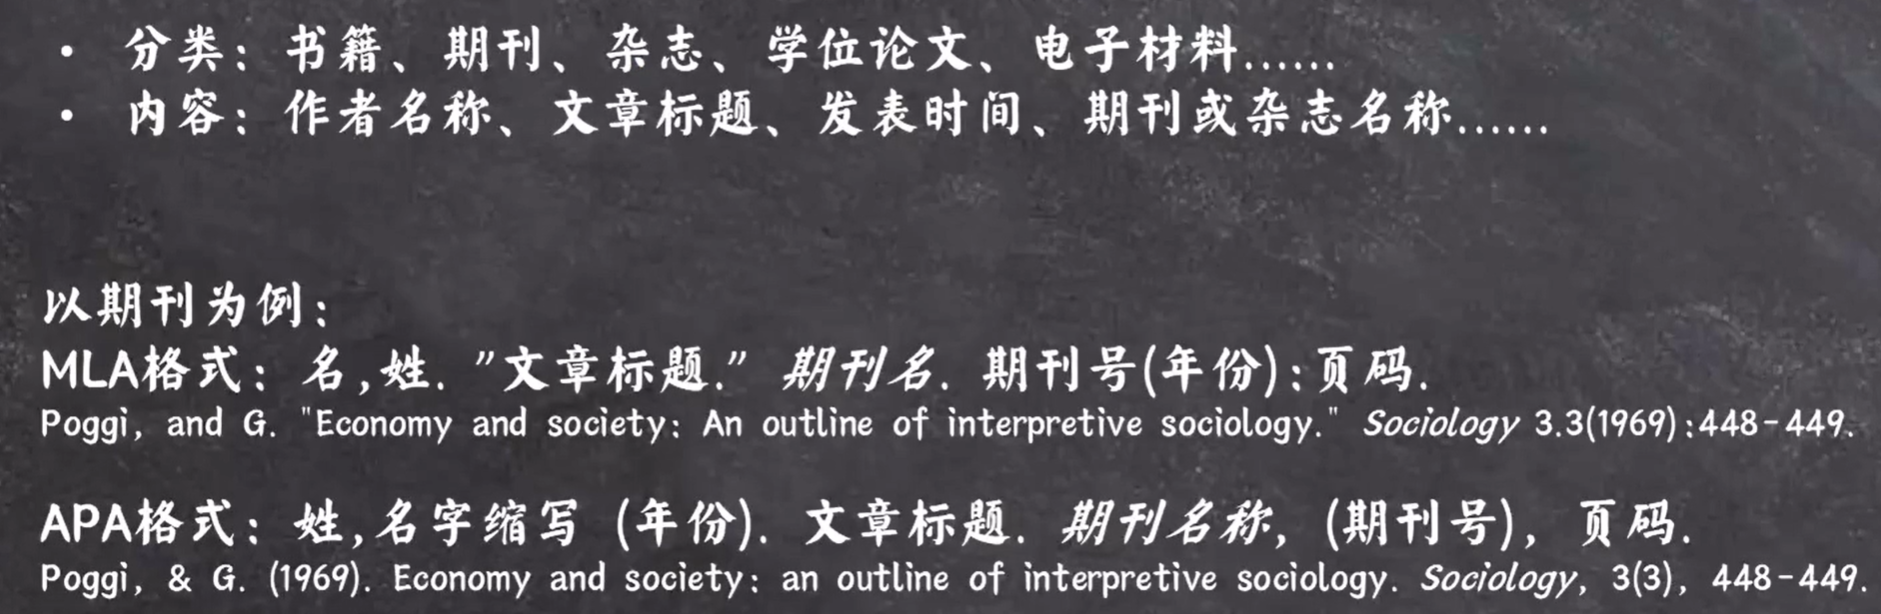 • 分类：书籍、期刊、杂志、学位论文、电子材料......
• 内容：作者名称、文章标题、发表时间、期刊或杂志名称......
以期刊为例：
MLA格式：名,姓. "文章标题." 期刊名. 期刊号(年份):页码.
Poggi, and G. "Economy and society: An outline of interpretive sociology." Sociology 3.3(1969):448-449.
APA格式：姓,名字缩写 (年份). 文章标题. 期刊名称, (期刊号), 页码.
Poggi, & G. (1969). Economy and society: an outline of interpretive sociology. Sociology, 3(3), 448-449.